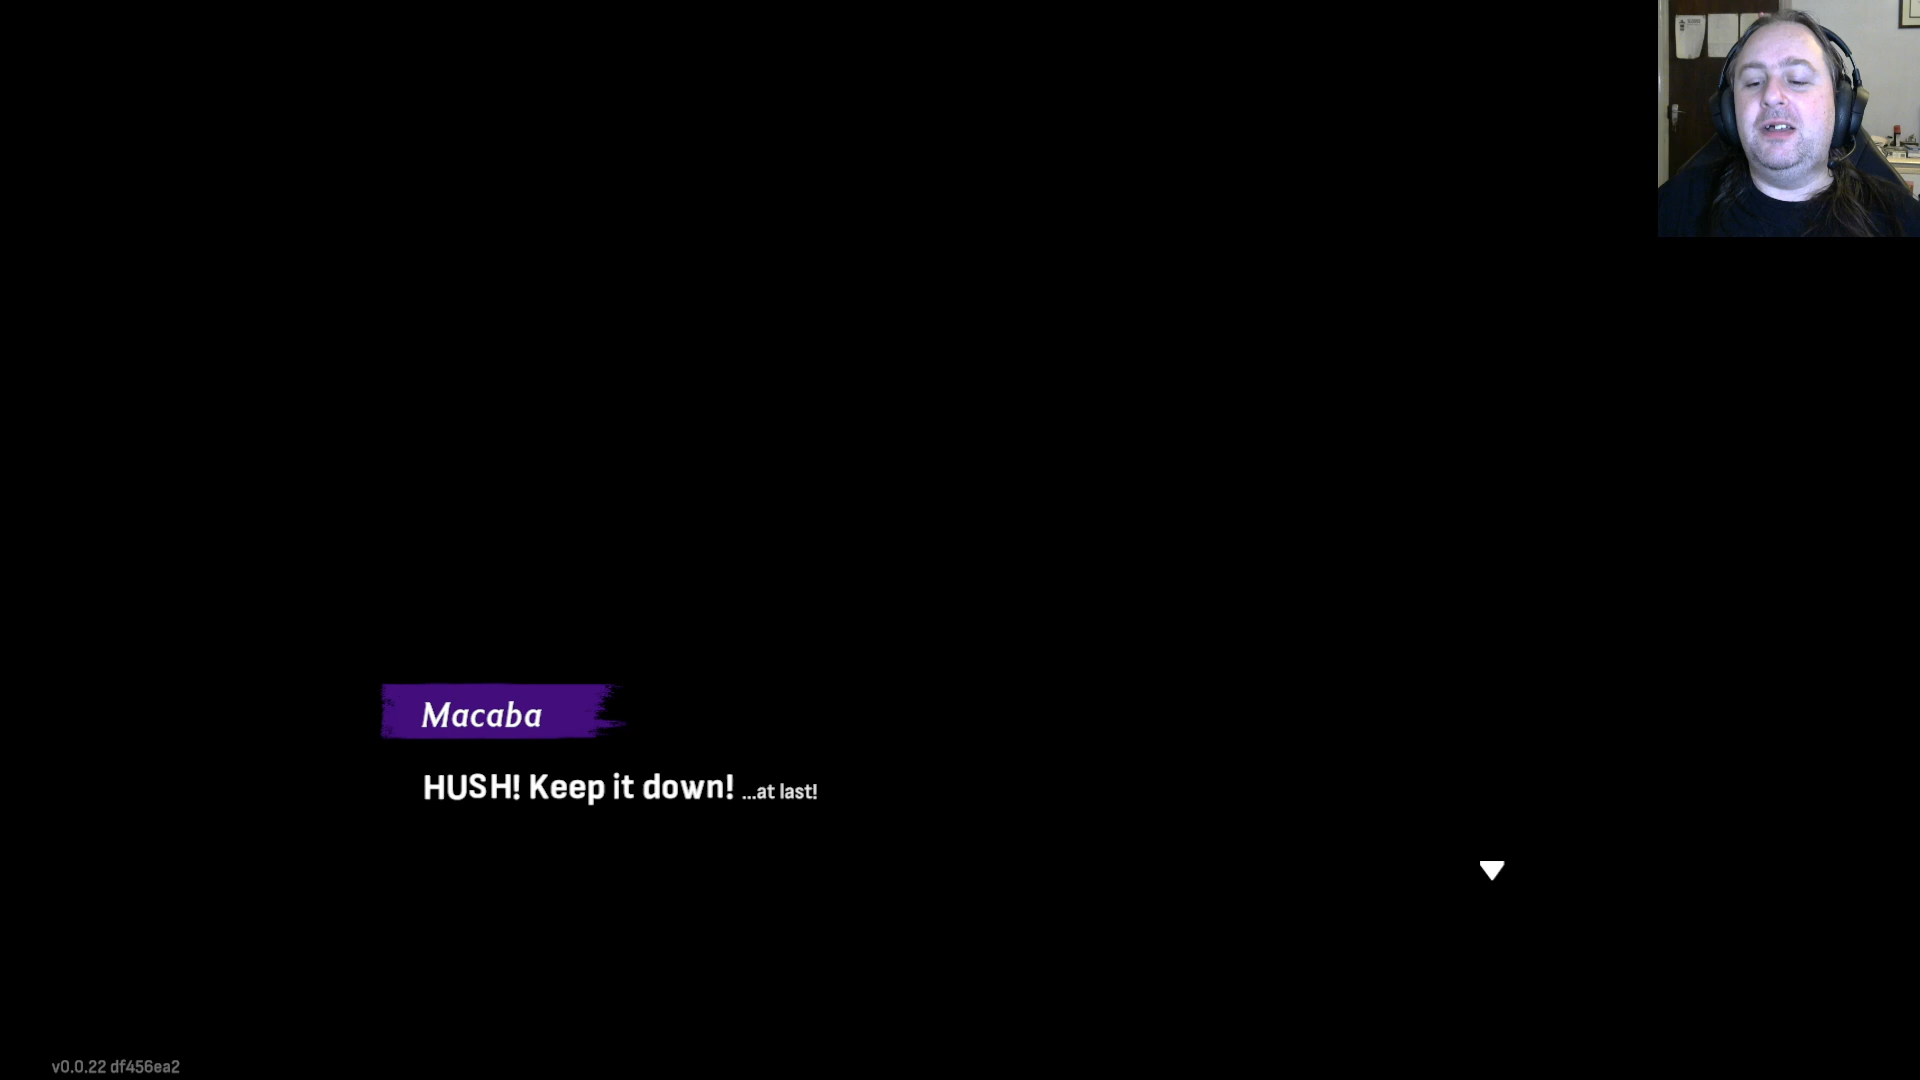 Macaba
HUSH! Keep it down! ...at last!
v0.0.22 df456ea2